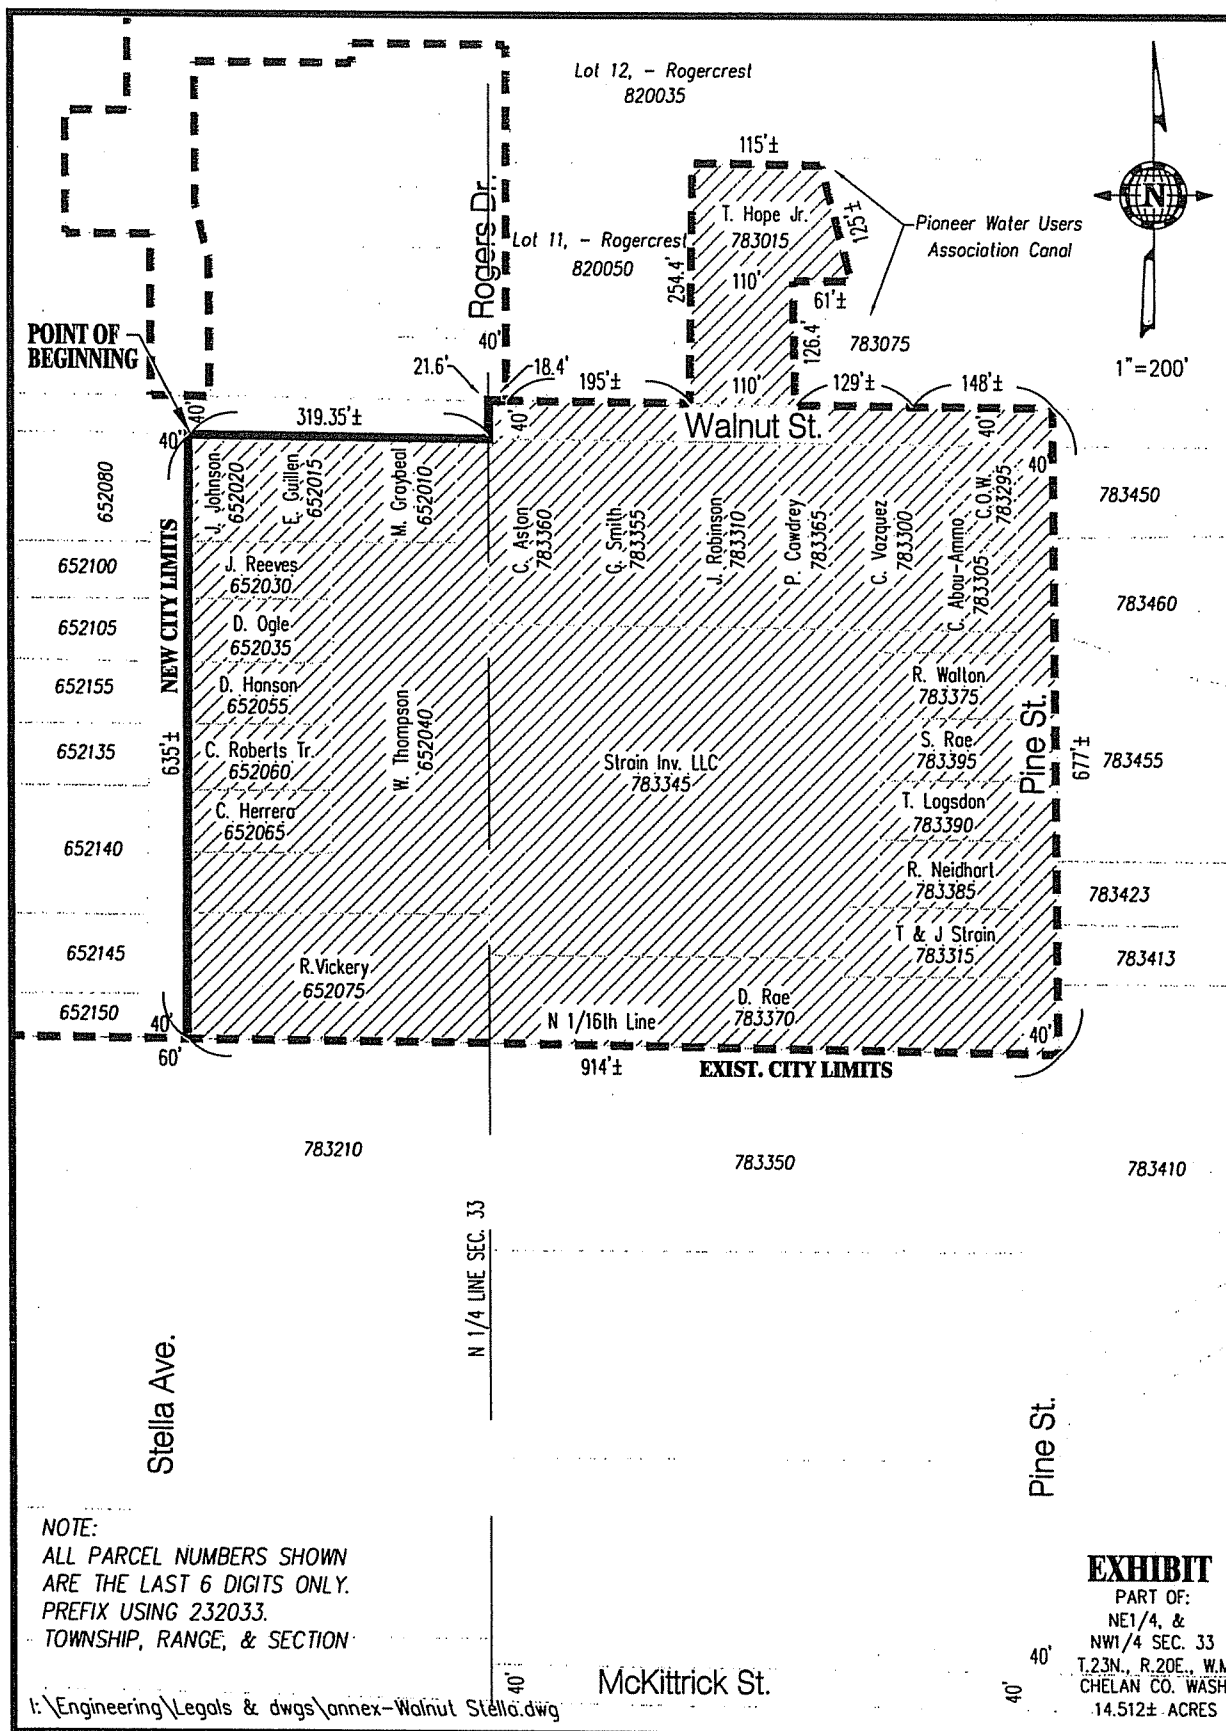 Lot 12, - Rogercrest
820035
115'±
T. Hope Jr.
783015
125'±
Pioneer Water Users
Association Canal
N
Rogers Dr.
Lot 11, - Rogercrest
820050
254.4'
110'
61'±
126.4'
783075
1"=200'
POINT OF
BEGINNING
40'
21.6'
18.4'
195'±
110'
129'±
148'±
40'
319.35'±
40'
Walnut St.
40'
40'
40'
652080
J. Johnson
652020
E. Guillen
652015
M. Graybeal
652010
C. Aston
783360
G. Smith
783355
J. Robinson
783310
P. Cawdrey
783365
C. Vazquez
783300
C. Abou-Ammo
783305
C.O.W.
783295
783450
652100
J. Reeves
652030
783460
652105
D. Ogle
652035
NEW CITY LIMITS
652155
D. Hanson
652055
R. Walton
783375
652135
C. Roberts Tr.
652060
635'±
W. Thompson
652040
Strain Inv. LLC
783345
S. Rae
783395
Pine St.
677'±
783455
C. Herrera
652065
T. Logsdon
783390
652140
R. Neidhart
783385
783423
652145
T & J Strain
783315
783413
R.Vickery
652075
652150
D. Rae
783370
N 1/16th Line
40'
60'
40'
914'±
EXIST. CITY LIMITS
783210
783350
783410
N 1/4 LINE SEC. 33
Stella Ave.
Pine St.
NOTE:
ALL PARCEL NUMBERS SHOWN
ARE THE LAST 6 DIGITS ONLY.
PREFIX USING 232033.
TOWNSHIP, RANGE, & SECTION
EXHIBIT
PART OF:
NE1/4, &
NW1/4 SEC. 33
T.23N., R.20E., W.M
CHELAN CO. WASH
14.512± ACRES
40'
McKittrick St.
40'
40'
I:\Engineering\Legals & dwgs\annex-Walnut Stella.dwg